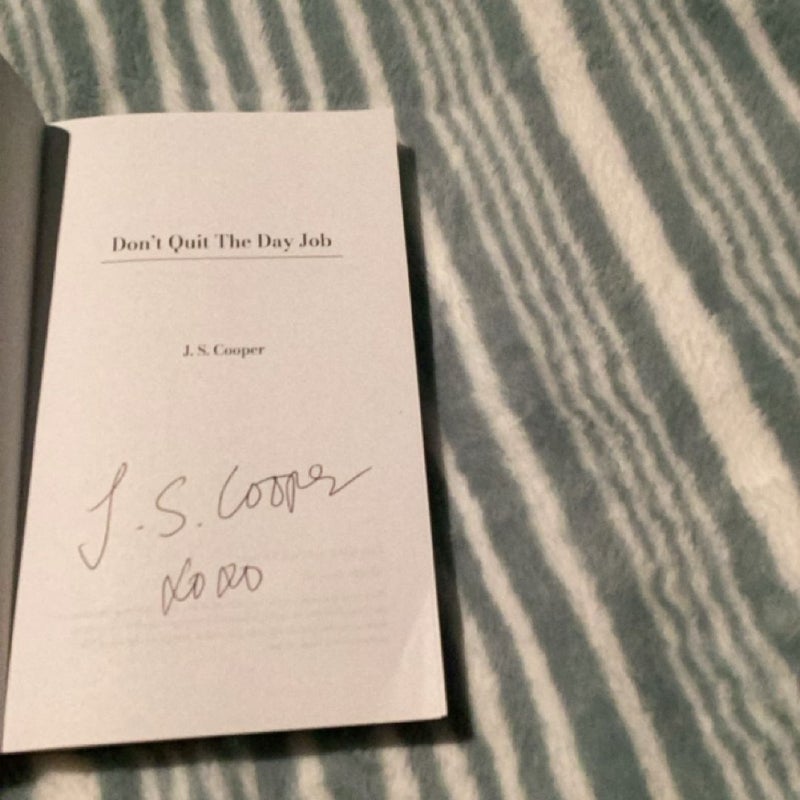 Don't Quit The Day Job
J. S. Cooper
J. S. Cooper
xoxo